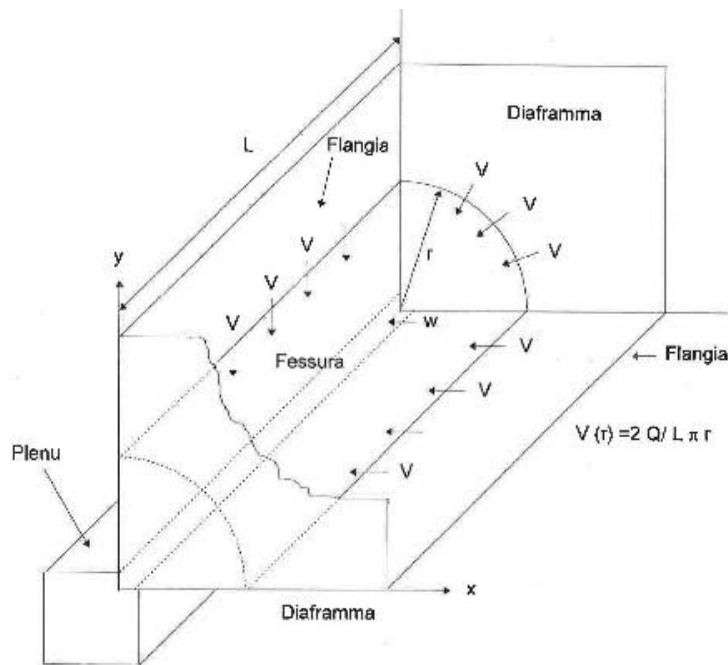 Diaframma
L
Flangia
V
V
y
V
V
r
V
V
w
V
V
Fessura
Flangia
V
V (r) =2 Q/ L π r
Plenu
V
x
Diaframma